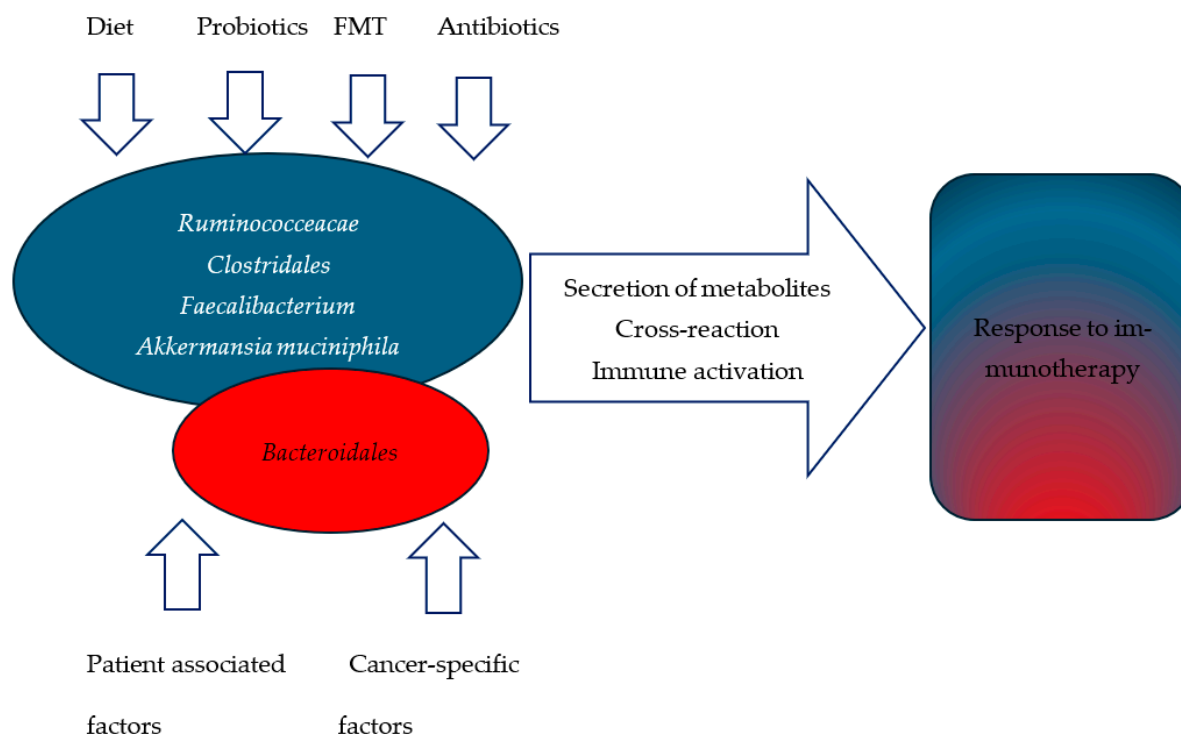 Diet Probiotics FMT Antibiotics
Ruminococceacae
Clostridales
Faecalibacterium
Akkermansia muciniphila
Bacteroidales
Secretion of metabolites
Cross-reaction
Immune activation
Response to im-
munotherapy
Patient associated
factors
Cancer-specific
factors